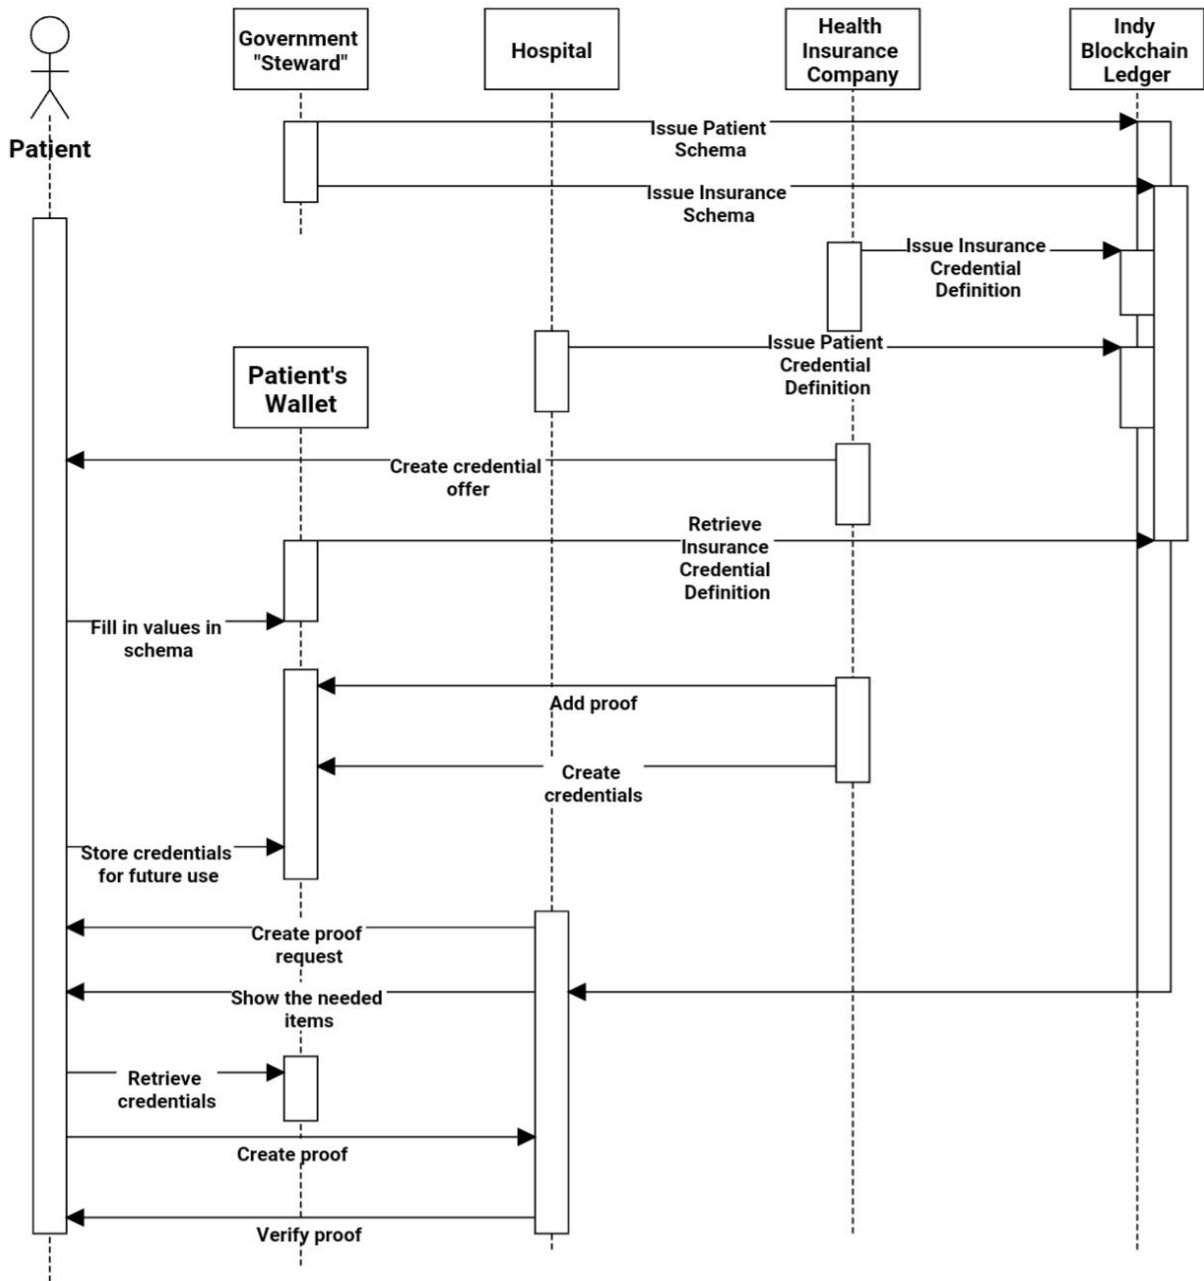 Patient
Government
"Steward"
Hospital
Health
Insurance
Company
Indy
Blockchain
Ledger
Issue Patient
Schema
Issue Insurance
Schema
Issue Insurance
Credential
Definition
Issue Patient
Credential
Definition
Patient's
Wallet
Create credential
offer
Retrieve
Insurance
Credential
Definition
Fill in values in
schema
Add proof
Create
credentials
Store credentials
for future use
Create proof
request
Show the needed
items
Retrieve
credentials
Create proof
Verify proof